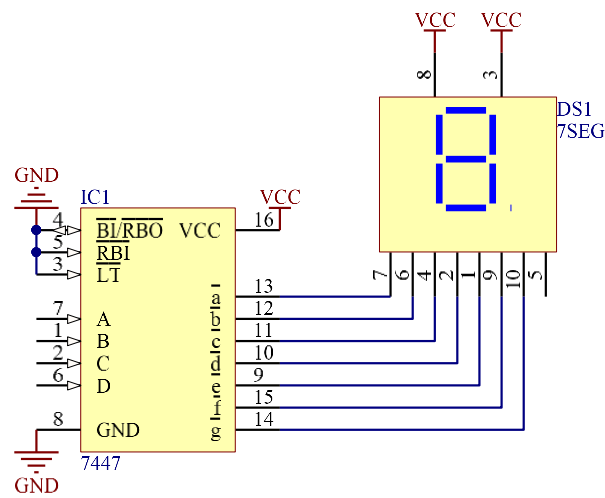 VCC VCC
8 3
DS1
7SEG
GND
IC1
VCC
4 BI/RBO VCC 16
5 RBI
3 LT
7 6 4 2 1 9 10 5
a 13
7 A b 12
1 B c 11
2 C d 10
6 D e 9
f 15
8 GND g 14
7447
GND